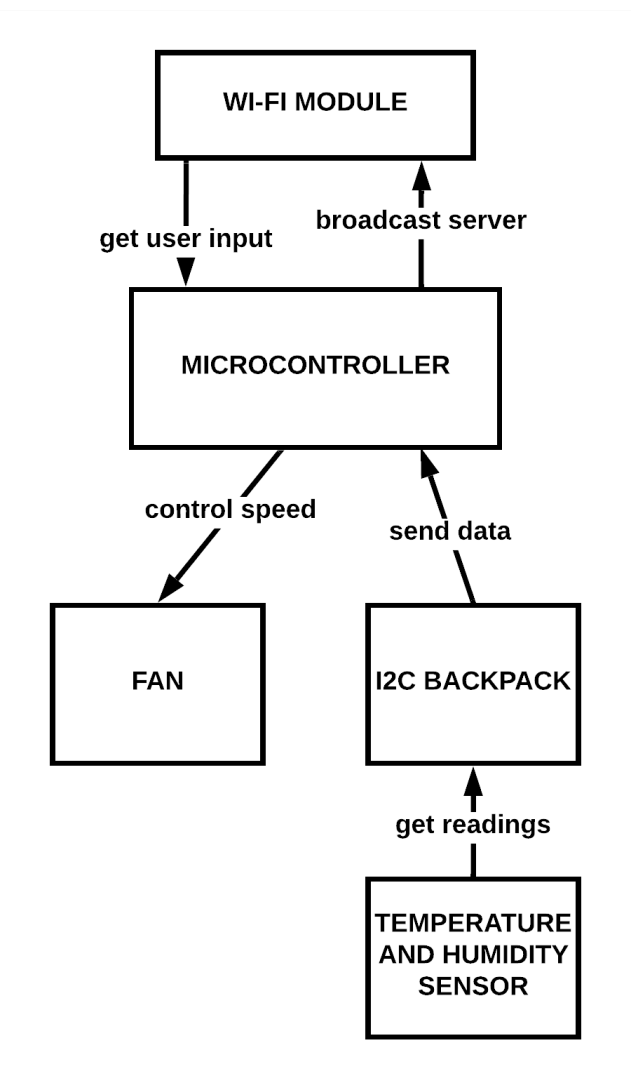 WI-FI MODULE
broadcast server
get user input
MICROCONTROLLER
control speed
send data
FAN
I2C BACKPACK
get readings
TEMPERATURE
AND HUMIDITY
SENSOR